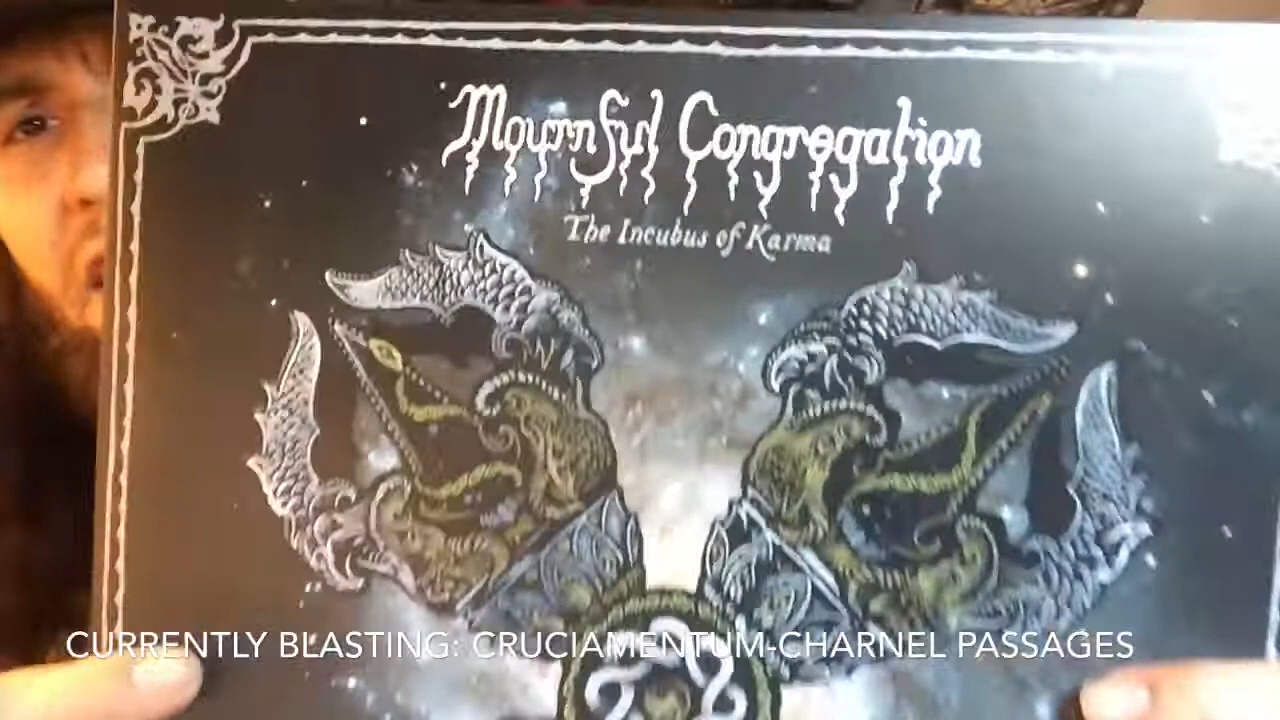 Mournful Congregation
The Incubus of Karma
CURRENTLY BLASTING: CRUCIAMENTUM-CHARNEL PASSAGES